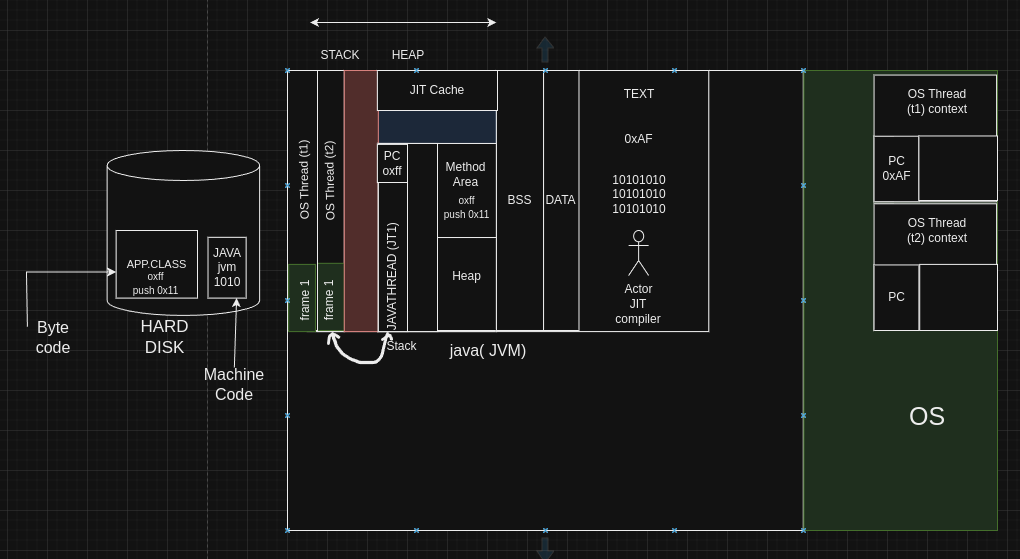 STACK
HEAP
JIT Cache
TEXT
OS Thread
(t1) context
0xAF
PC
oxff
Method
Area
oxff
push 0x11
OS Thread (t1)
OS Thread (t2)
PC
0xAF
10101010
10101010
10101010
BSS
DATA
OS Thread
(t2) context
JAVATHREAD (JT1)
APP.CLASS
oxff
push 0x11
JAVA
jvm
1010
Heap
Actor
JIT
compiler
PC
frame 1
frame 1
Byte
code
HARD
DISK
Stack
java( JVM)
Machine
Code
OS